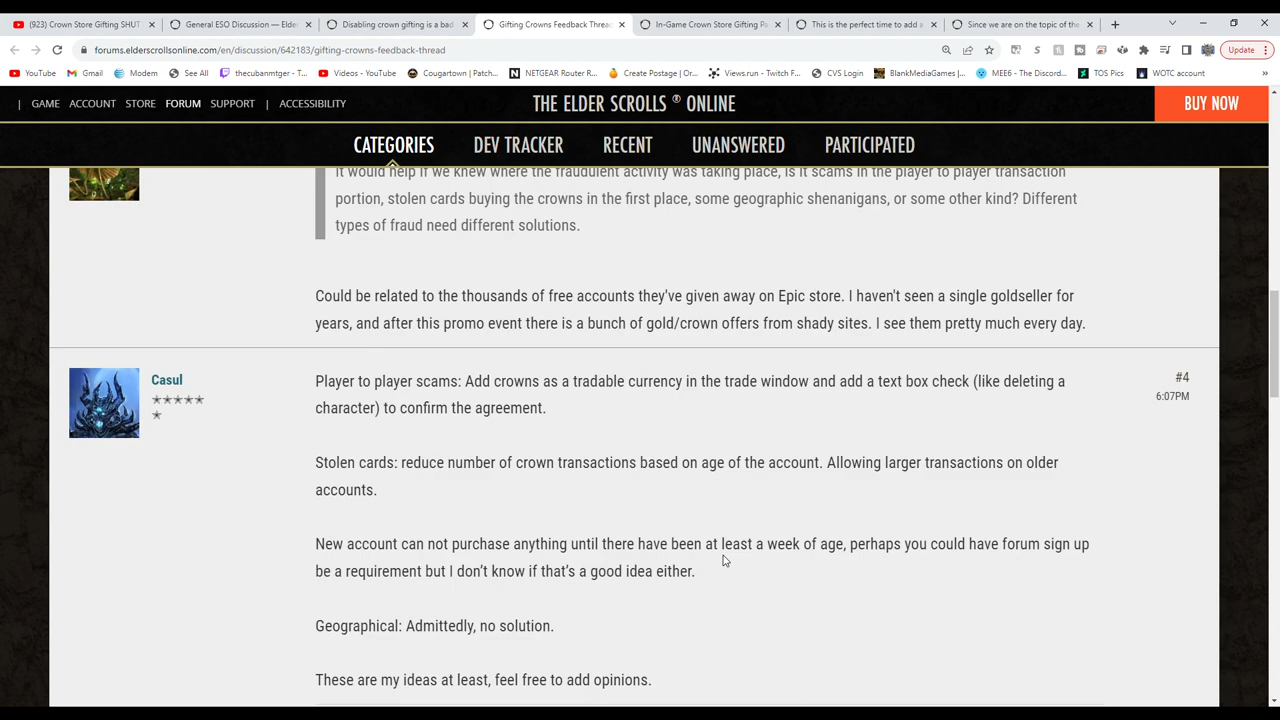 (923) Crown Store Gifting SHUT
General ESO Discussion — Elder
Disabling crown gifting is a bad
Gifting Crowns Feedback Thread
In-Game Crown Store Gifting Pa
This is the perfect time to add a
Since we are on the topic of the
forums.elderscrollsonline.com/en/discussion/642183/gifting-crowns-feedback-thread
Update
YouTube
Gmail
Modem
See All
thecubanmtger - T...
Videos - YouTube
Cougartown | Patch...
NETGEAR Router R...
Create Postage | Or...
Views.run - Twitch F...
CVS Login
BlankMediaGames |...
MEE6 - The Discord...
TOS Pics
WOTC account
»
| GAME ACCOUNT STORE FORUM SUPPORT | ACCESSIBILITY
THE ELDER SCROLLS ® ONLINE
BUY NOW
CATEGORIES DEV TRACKER RECENT UNANSWERED PARTICIPATED
It would help if we knew where the fraudulent activity was taking place, is it scams in the player to player transaction
portion, stolen cards buying the crowns in the first place, some geographic shenanigans, or some other kind? Different
types of fraud need different solutions.
Could be related to the thousands of free accounts they've given away on Epic store. I haven't seen a single goldseller for
years, and after this promo event there is a bunch of gold/crown offers from shady sites. I see them pretty much every day.
Casul
#4
6:07PM
Player to player scams: Add crowns as a tradable currency in the trade window and add a text box check (like deleting a
character) to confirm the agreement.
Stolen cards: reduce number of crown transactions based on age of the account. Allowing larger transactions on older
accounts.
New account can not purchase anything until there have been at least a week of age, perhaps you could have forum sign up
be a requirement but I don't know if that's a good idea either.
Geographical: Admittedly, no solution.
These are my ideas at least, feel free to add opinions.